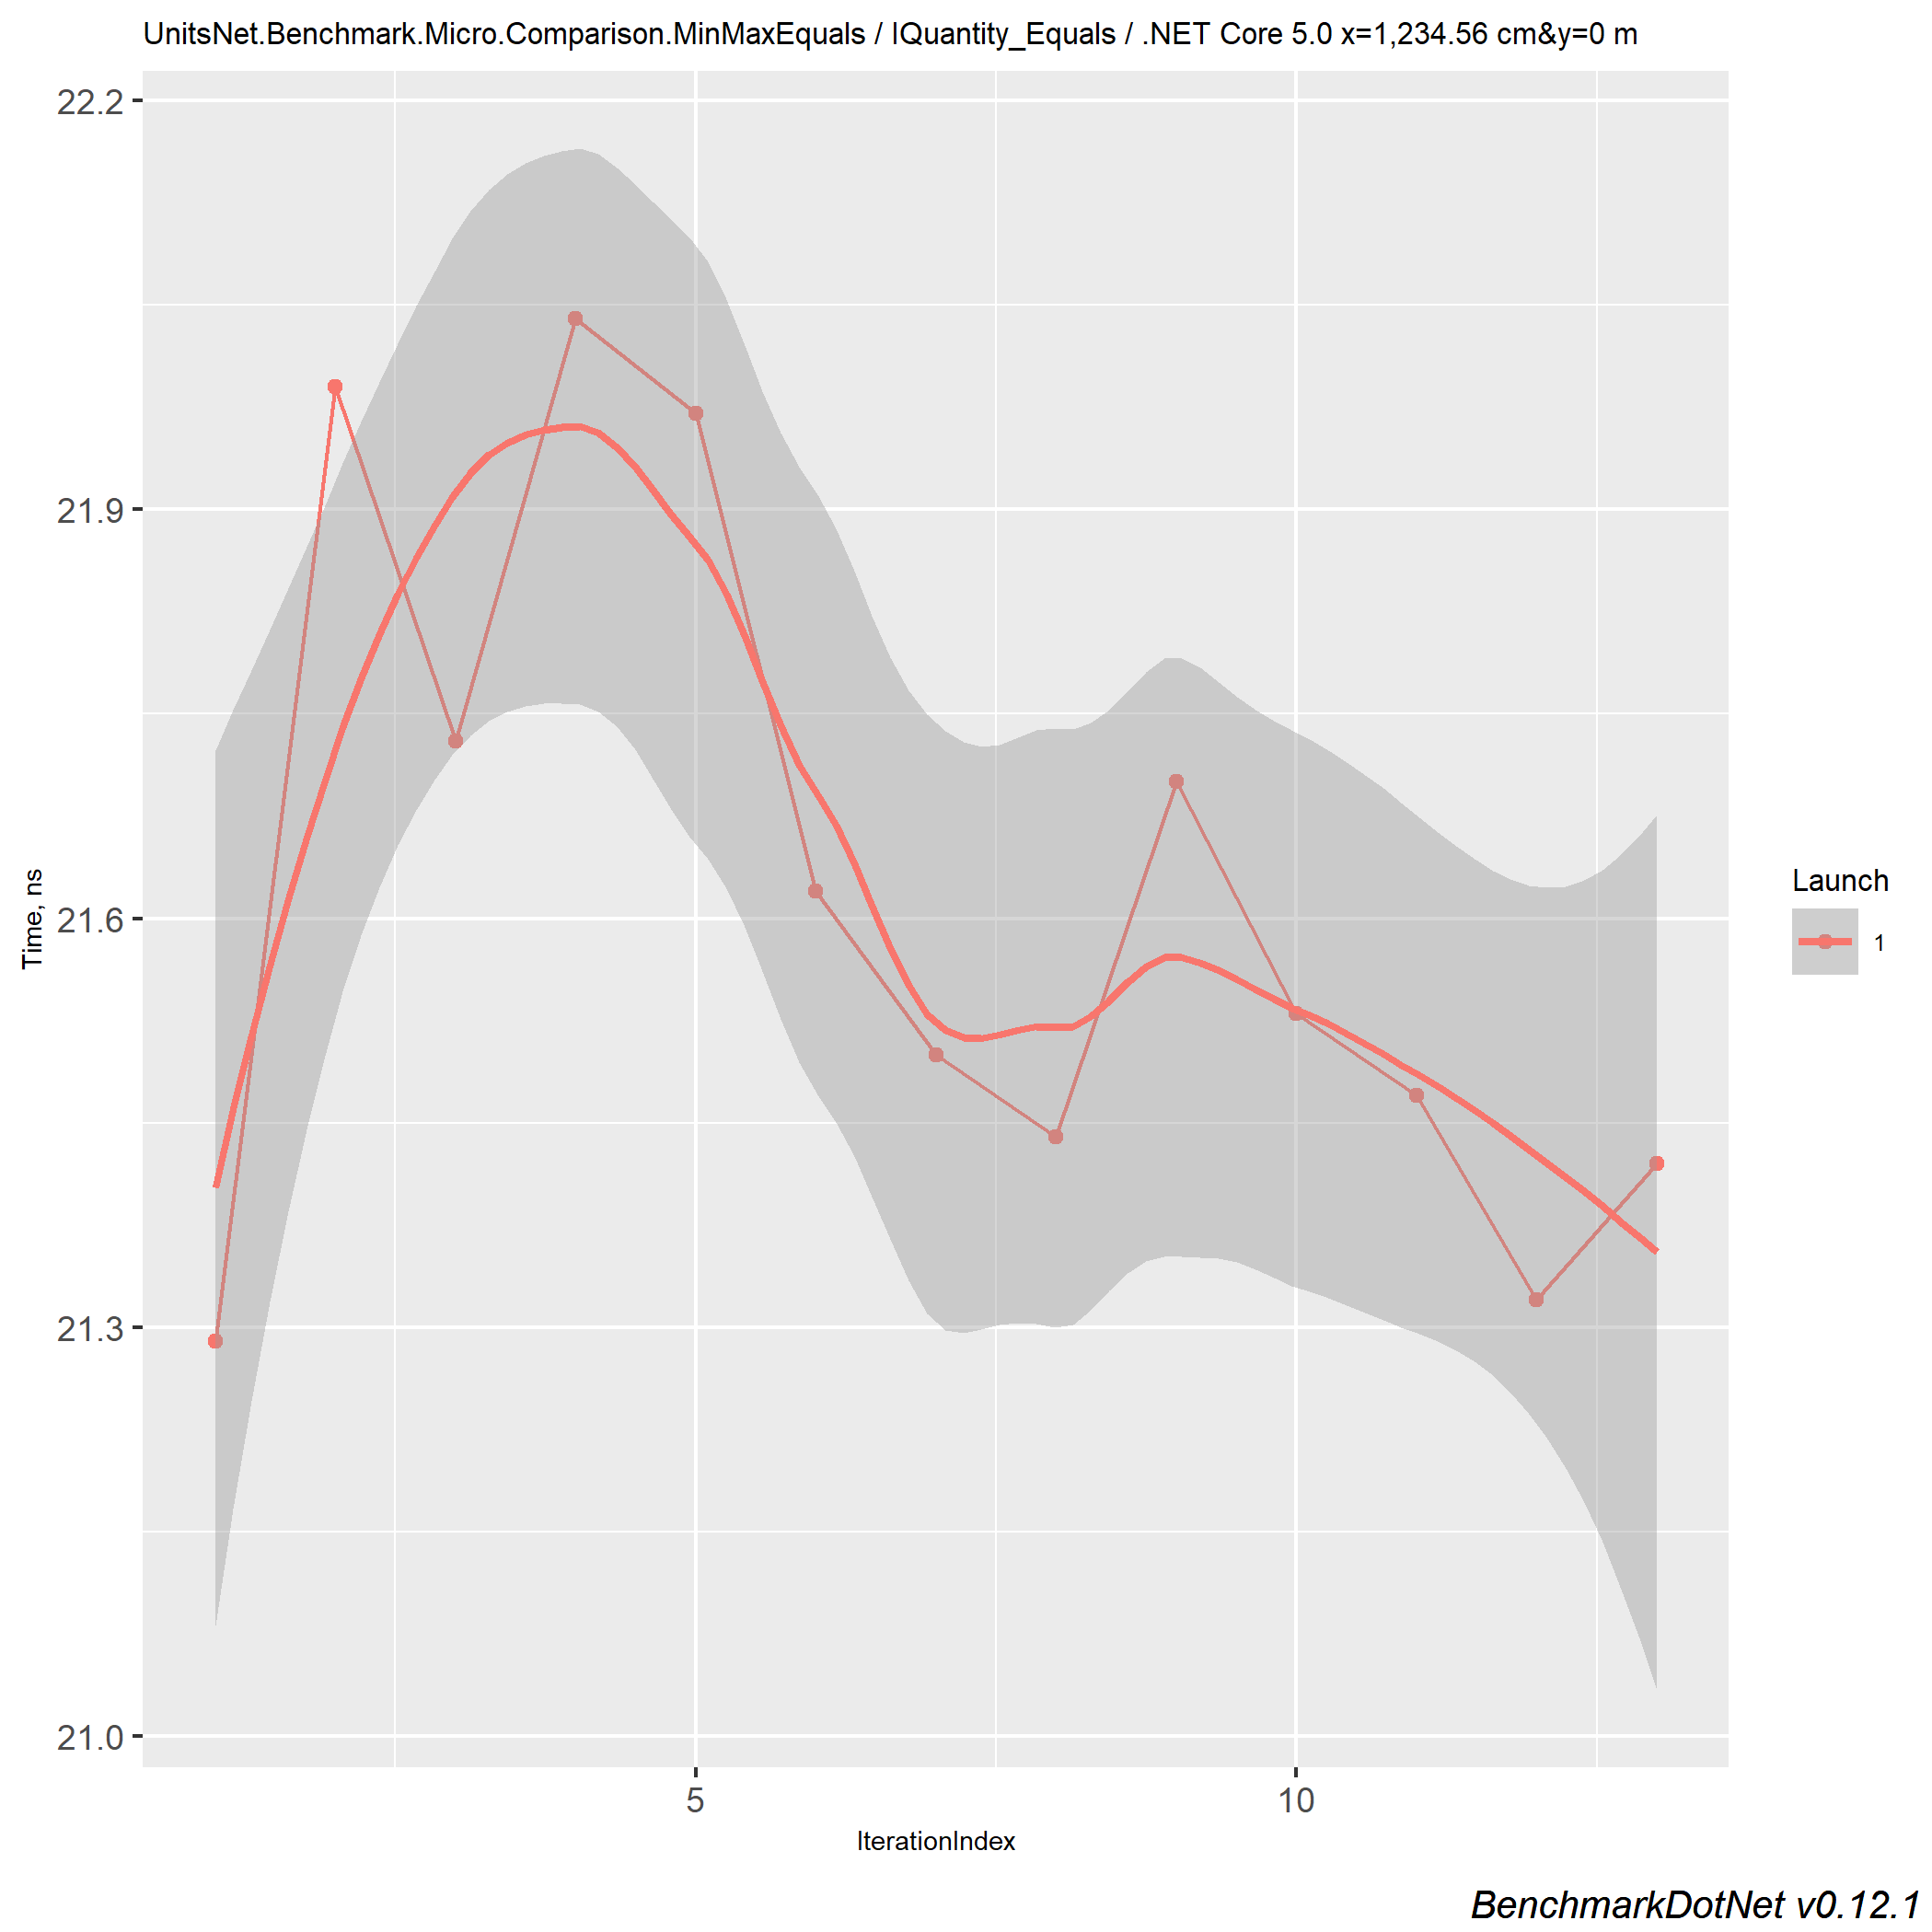 UnitsNet.Benchmark.Micro.Comparison.MinMaxEquals / IQuantity_Equals / .NET Core 5.0 x=1,234.56 cm&y=0 m
22.2
21.9
21.6
21.3
21.0
Time, ns
5
10
IterationIndex
Launch
1
BenchmarkDotNet v0.12.1